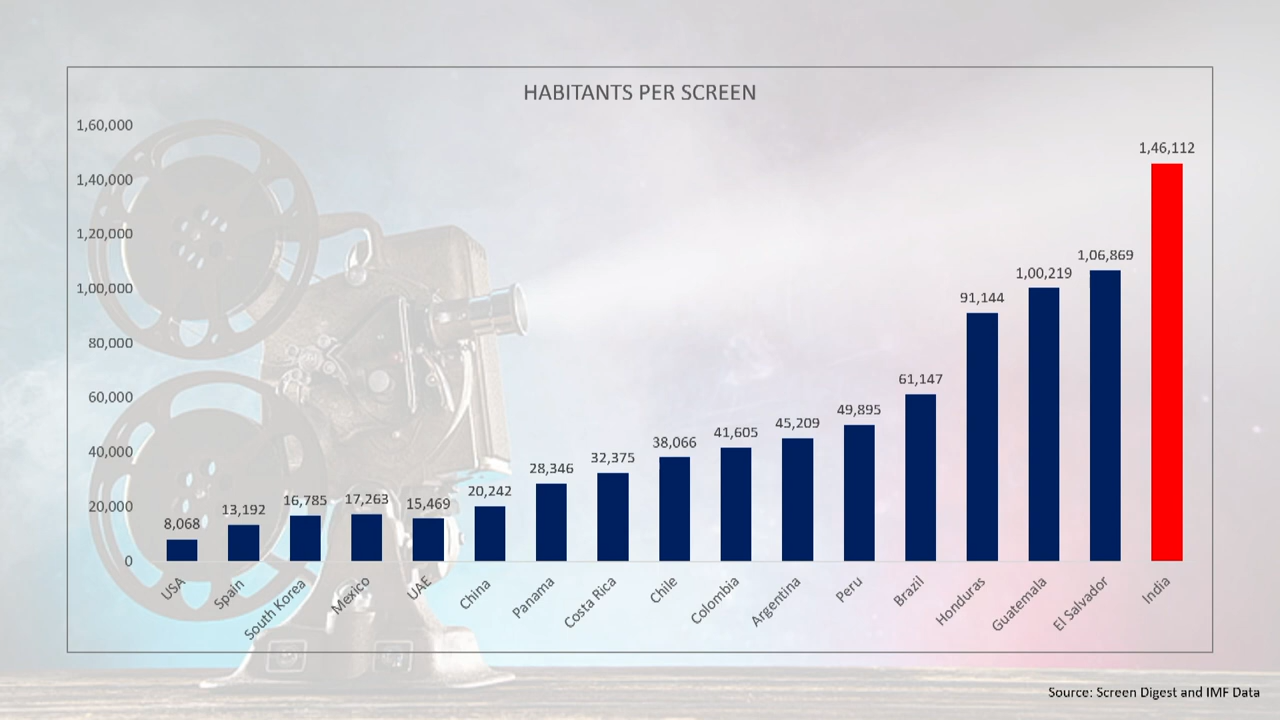 HABITANTS PER SCREEN
1,60,000
1,40,000
1,20,000
1,00,000
80,000
60,000
40,000
20,000
0
8,068
13,192
16,785
17,263
15,469
20,242
28,346
32,375
38,066
41,605
45,209
49,895
61,147
91,144
1,00,219
1,06,869
1,46,112
USA
Spain
South Korea
Mexico
UAE
China
Panama
Costa Rica
Chile
Colombia
Argentina
Peru
Brazil
Honduras
Guatemala
El Salvador
India
Source: Screen Digest and IMF Data